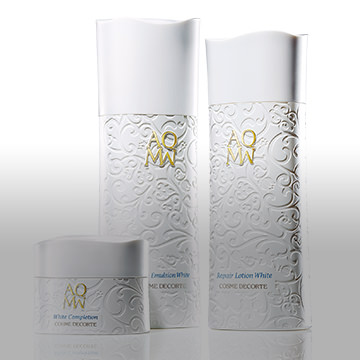 AQ
MW
Emulsion White
COSME DECORTE
AQ
MW
Repair Lotion White
COSME DECORTE
AQ
MW
White Completion
COSME DECORTE